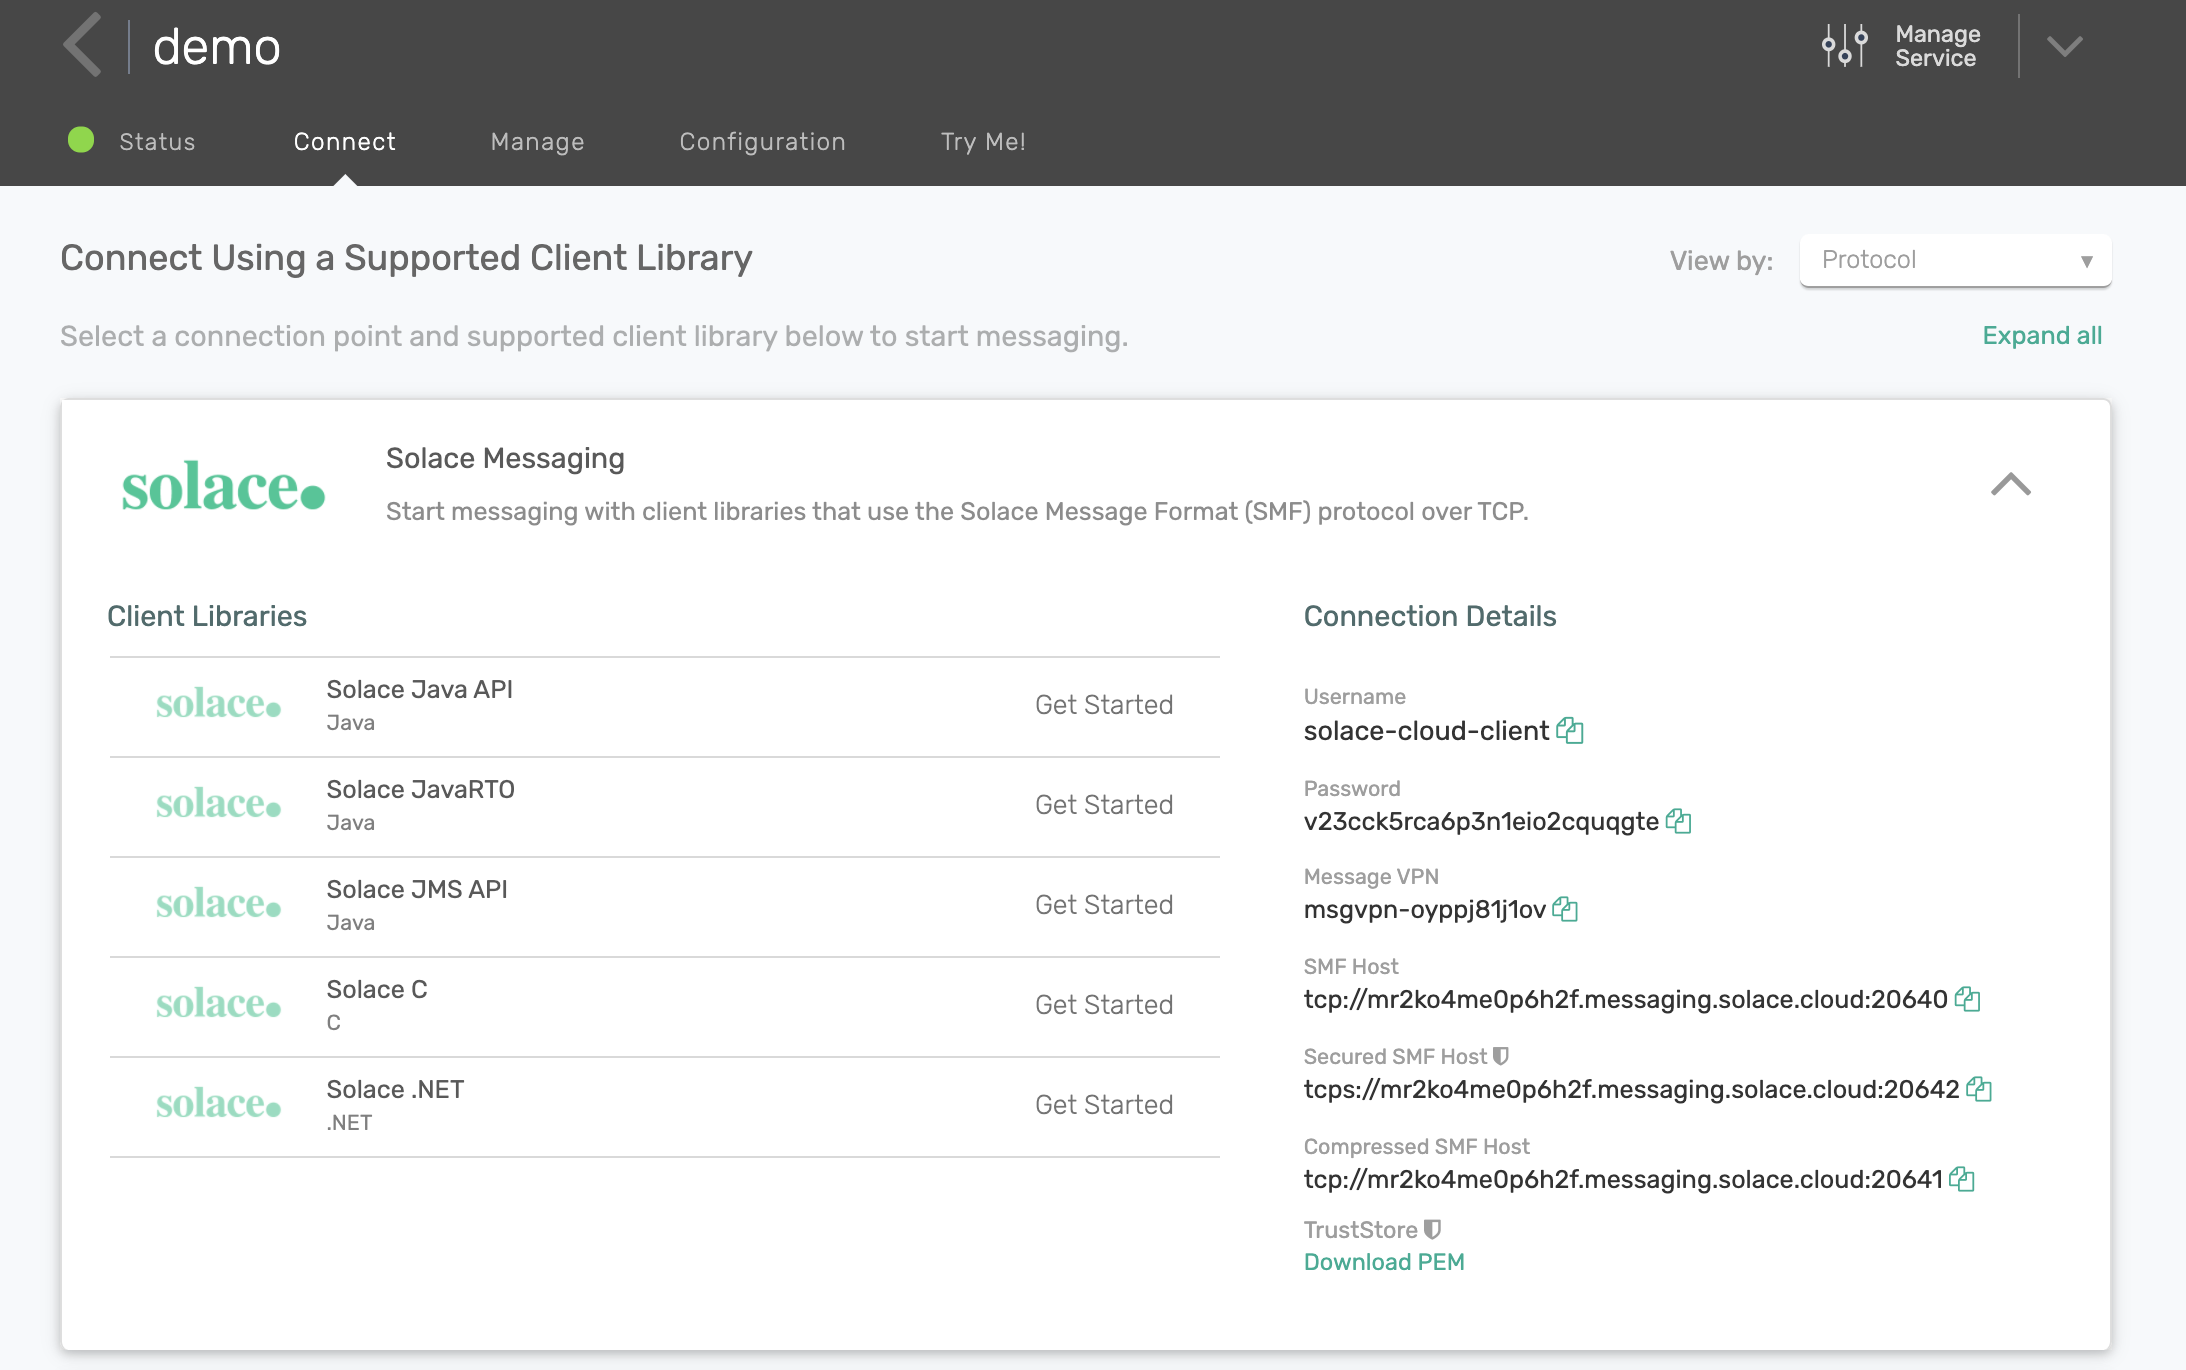 demo
Manage
Service
Status
Connect
Manage
Configuration
Try Me!
Connect Using a Supported Client Library
View by:
Protocol
Select a connection point and supported client library below to start messaging.
Expand all
solace.
Solace Messaging
Start messaging with client libraries that use the Solace Message Format (SMF) protocol over TCP.
Client Libraries
solace.
Solace Java API
Java
Get Started
solace.
Solace JavaRTO
Java
Get Started
solace.
Solace JMS API
Java
Get Started
solace.
Solace C
C
Get Started
solace.
Solace .NET
.NET
Get Started
Connection Details
Username
solace-cloud-client
Password
v23cck5rca6p3n1eio2cquqgte
Message VPN
msgvpn-oyppj81j1ov
SMF Host
tcp://mr2ko4me0p6h2f.messaging.solace.cloud:20640
Secured SMF Host
tcps://mr2ko4me0p6h2f.messaging.solace.cloud:20642
Compressed SMF Host
tcp://mr2ko4me0p6h2f.messaging.solace.cloud:20641
TrustStore
Download PEM